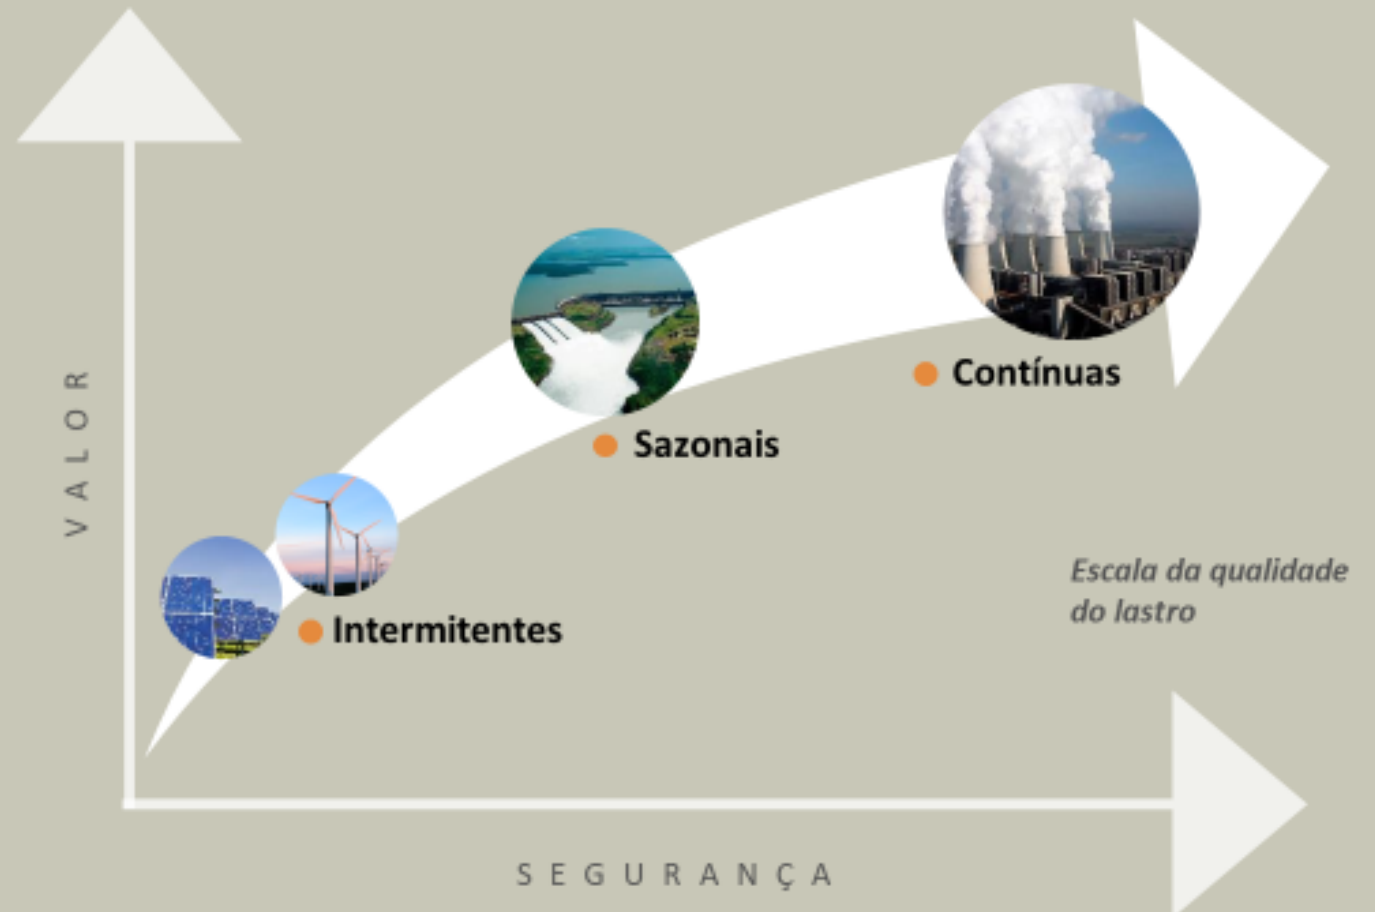 VALOR
Contínuas
Sazonais
Intermitentes
Escala da qualidade
do lastro
SEGURANÇA